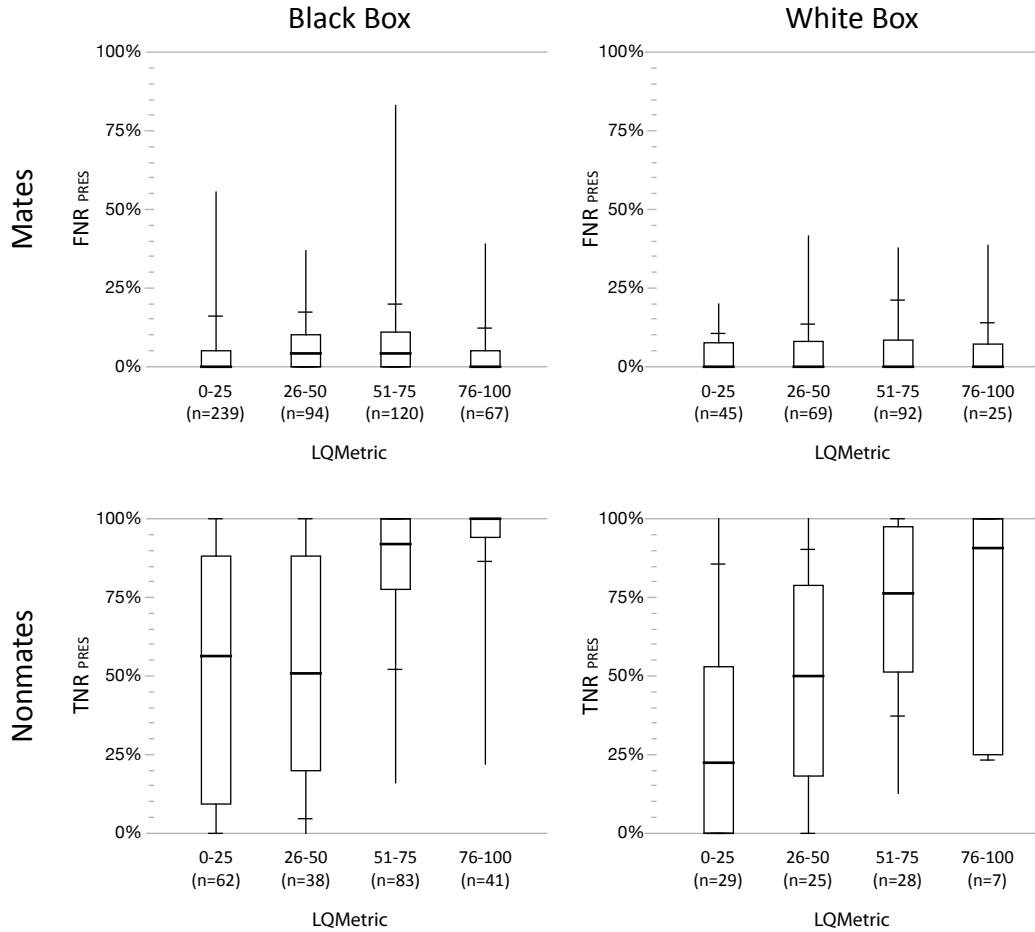 Black Box
White Box
Mates
100%
75%
50%
25%
0%
FNR PRES
0-25 26-50 51-75 76-100
(n=239) (n=94) (n=120) (n=67)
LQMetric
100%
75%
50%
25%
0%
FNR PRES
0-25 26-50 51-75 76-100
(n=45) (n=69) (n=92) (n=25)
LQMetric
Nonmates
100%
75%
50%
25%
0%
TNR PRES
0-25 26-50 51-75 76-100
(n=62) (n=38) (n=83) (n=41)
LQMetric
100%
75%
50%
25%
0%
TNR PRES
0-25 26-50 51-75 76-100
(n=29) (n=25) (n=28) (n=7)
LQMetric